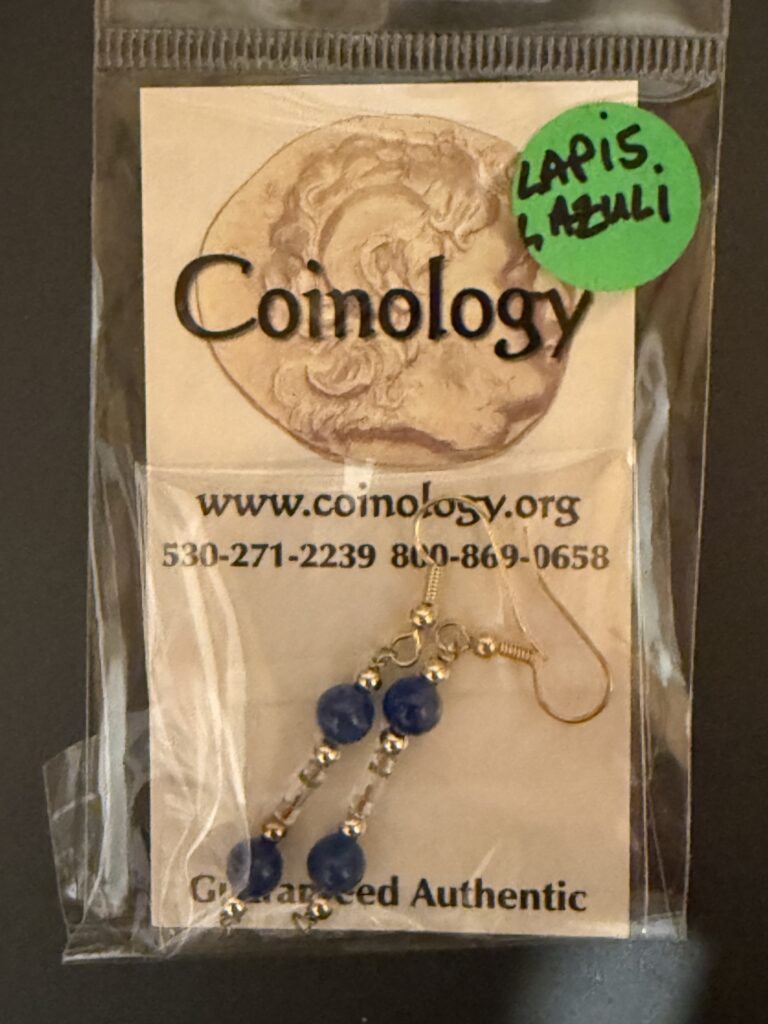 LAPiS
LAZULi
Coinology
www.coinology.org
530-271-2239 800-869-0658
Guaranteed Authentic